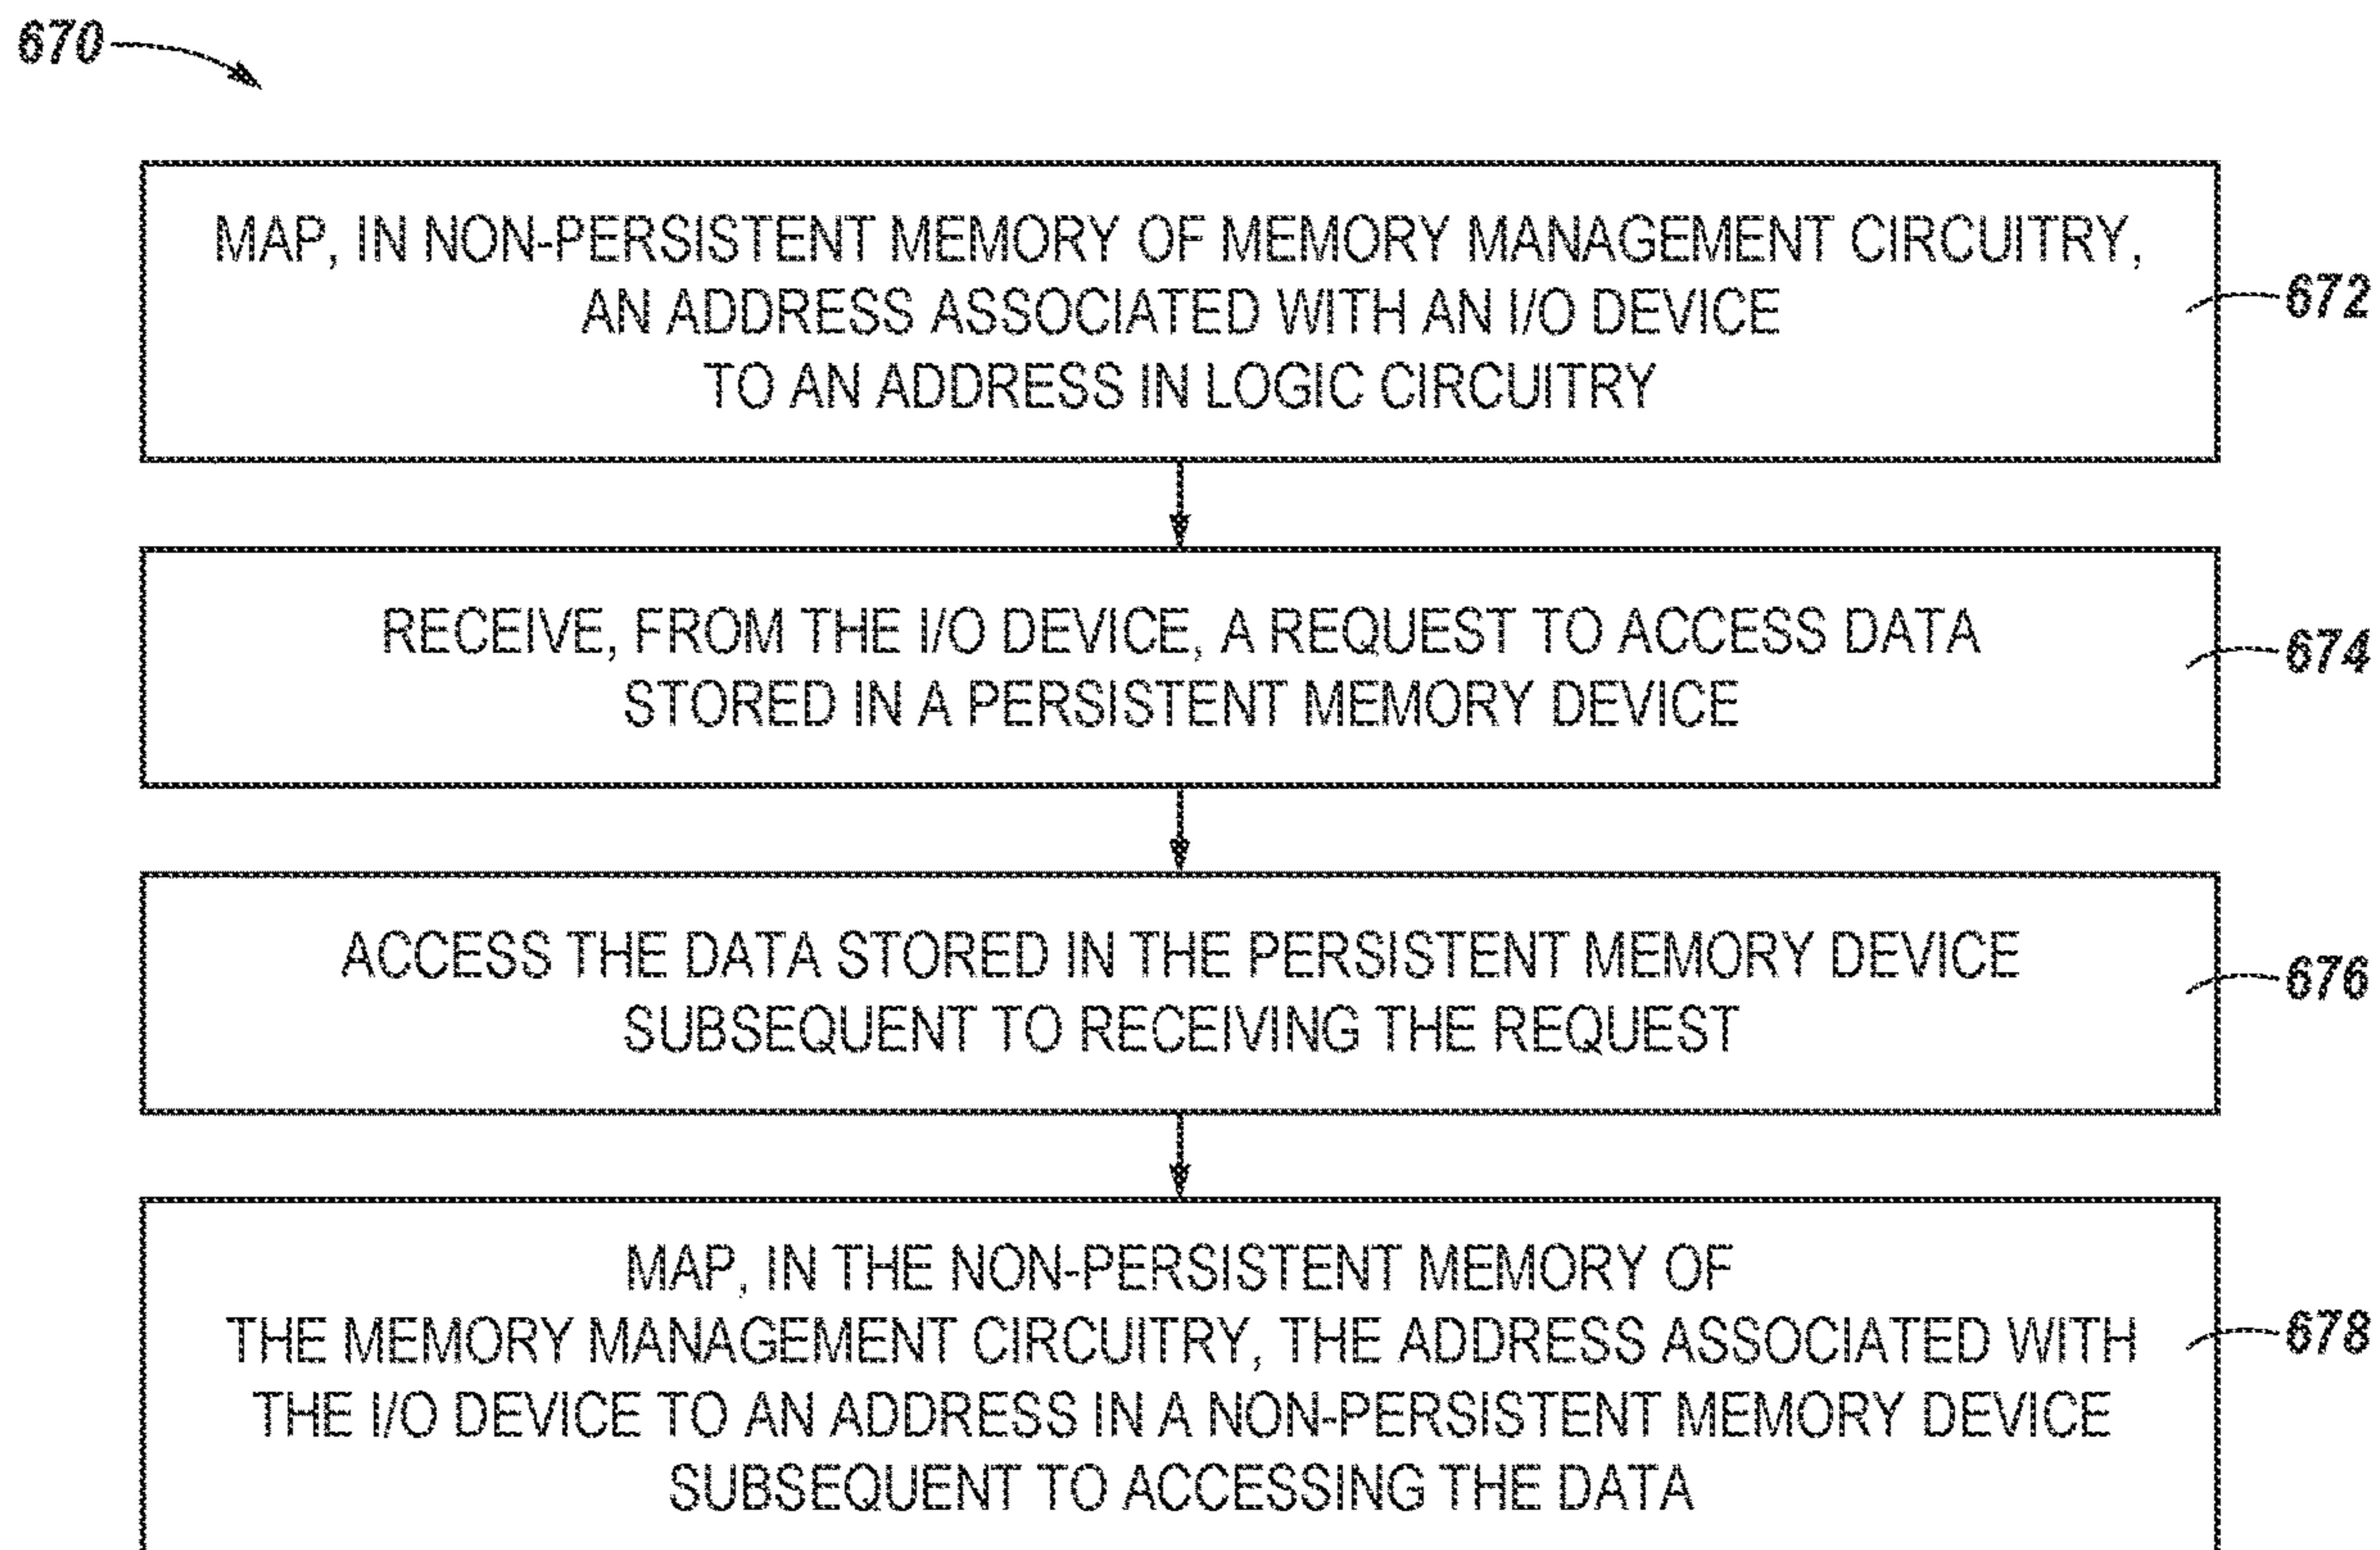 670
MAP, IN NON-PERSISTENT MEMORY OF MEMORY MANAGEMENT CIRCUITRY,
AN ADDRESS ASSOCIATED WITH AN I/O DEVICE
TO AN ADDRESS IN LOGIC CIRCUITRY
672
RECEIVE, FROM THE I/O DEVICE, A REQUEST TO ACCESS DATA
STORED IN A PERSISTENT MEMORY DEVICE
674
ACCESS THE DATA STORED IN THE PERSISTENT MEMORY DEVICE
SUBSEQUENT TO RECEIVING THE REQUEST
676
MAP, IN THE NON-PERSISTENT MEMORY OF
THE MEMORY MANAGEMENT CIRCUITRY, THE ADDRESS ASSOCIATED WITH
THE I/O DEVICE TO AN ADDRESS IN A NON-PERSISTENT MEMORY DEVICE
SUBSEQUENT TO ACCESSING THE DATA
678